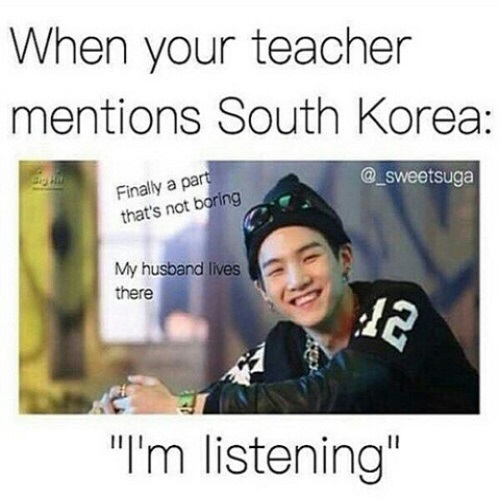 When your teacher
mentions South Korea:
@_sweetsuga
Finally a part
that's not boring
My husband lives
there
12
"I'm listening"